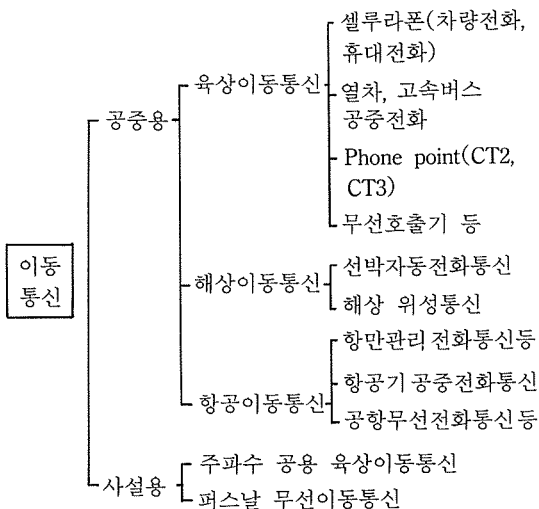 셀루라폰(차량전화,
휴대전화)
육상이동통신
열차, 고속버스
공중전화
공중용
Phone point(CT2,
CT3)
무선호출기 등
이동
통신
선박자동전화통신
해상이동통신
해상 위성통신
항만관리 전화통신등
항공기 공중전화통신
항공이동통신
공항무선전화통신등
주파수 공용 육상이동통신
사설용
퍼스날 무선이동통신